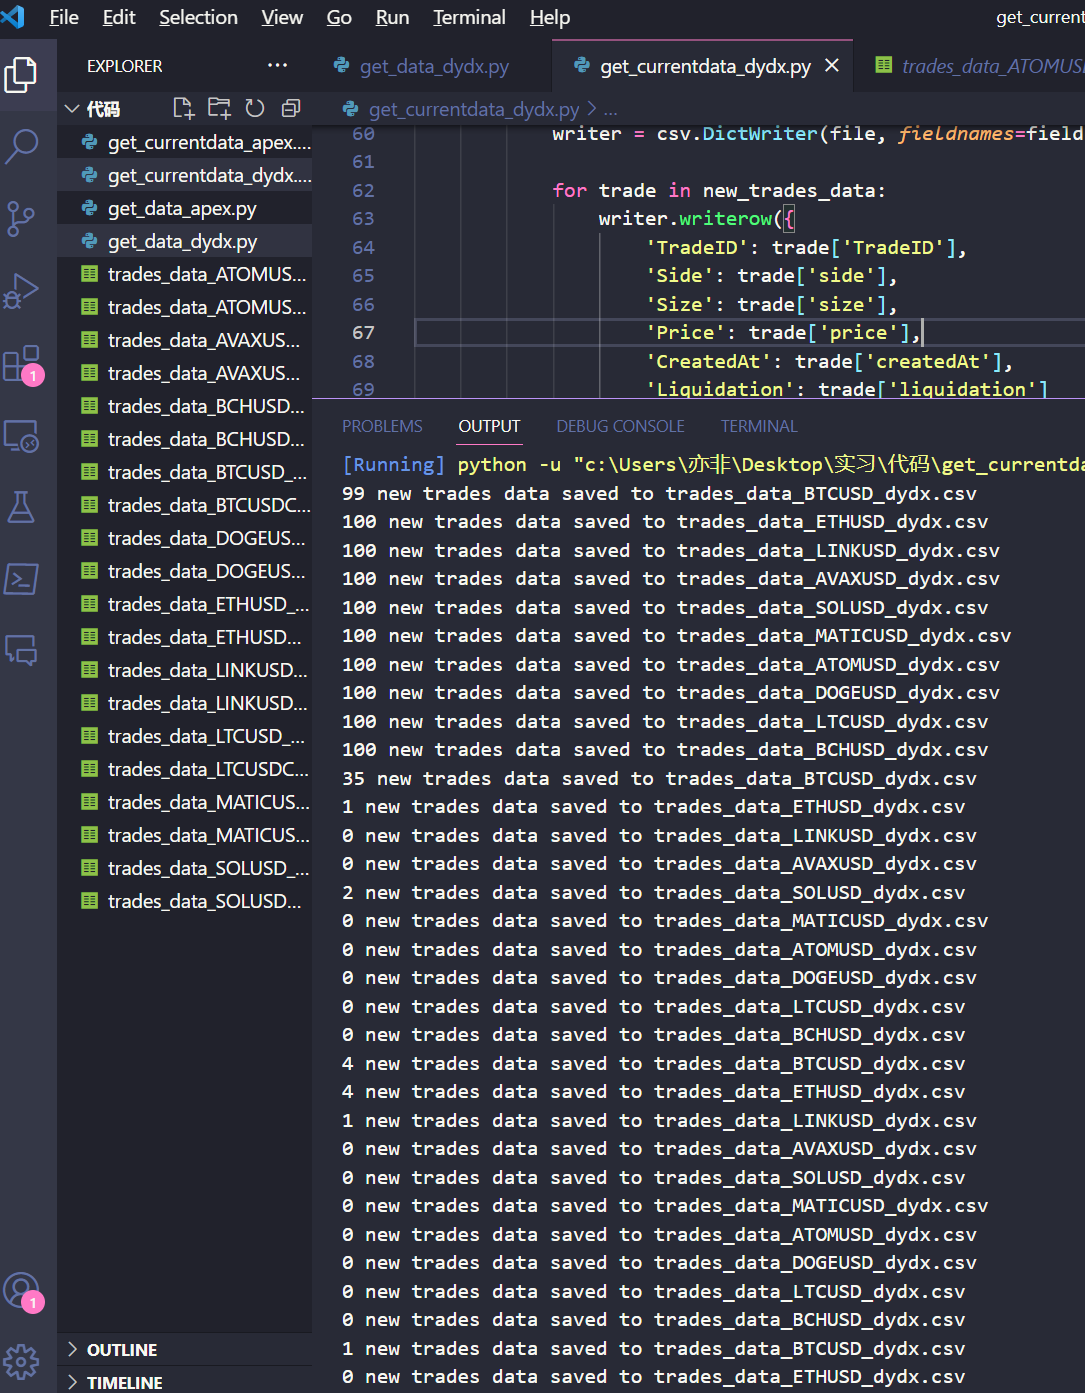 File Edit Selection View Go Run Terminal Help get_current
EXPLORER ···
get_data_dydx.py get_currentdata_dydx.py trades_data_ATOMUS
代码
get_currentdata_dydx.py > ...
get_currentdata_apex....
get_currentdata_dydx....
get_data_apex.py
get_data_dydx.py
trades_data_ATOMUS...
trades_data_ATOMUS...
trades_data_AVAXUS...
trades_data_AVAXUS...
trades_data_BCHUSD...
trades_data_BCHUSD...
trades_data_BTCUSD_...
trades_data_BTCUSDC...
trades_data_DOGEUS...
trades_data_DOGEUS...
trades_data_ETHUSD_...
trades_data_ETHUSD...
trades_data_LINKUSD...
trades_data_LINKUSD...
trades_data_LTCUSD_...
trades_data_LTCUSDC...
trades_data_MATICUS...
trades_data_MATICUS...
trades_data_SOLUSD_...
trades_data_SOLUSD...
OUTLINE
TIMELINE
1
1
60 writer = csv.DictWriter(file, fieldnames=field
61
62 for trade in new_trades_data:
63 writer.writerow({
64 'TradeID': trade['TradeID'],
65 'Side': trade['side'],
66 'Size': trade['size'],
67 'Price': trade['price'],
68 'CreatedAt': trade['createdAt'],
69 'Liquidation': trade['liquidation']
PROBLEMS OUTPUT DEBUG CONSOLE TERMINAL
[Running] python -u "c:\Users\亦非\Desktop\实习\代码\get_currentda
99 new trades data saved to trades_data_BTCUSD_dydx.csv
100 new trades data saved to trades_data_ETHUSD_dydx.csv
100 new trades data saved to trades_data_LINKUSD_dydx.csv
100 new trades data saved to trades_data_AVAXUSD_dydx.csv
100 new trades data saved to trades_data_SOLUSD_dydx.csv
100 new trades data saved to trades_data_MATICUSD_dydx.csv
100 new trades data saved to trades_data_ATOMUSD_dydx.csv
100 new trades data saved to trades_data_DOGEUSD_dydx.csv
100 new trades data saved to trades_data_LTCUSD_dydx.csv
100 new trades data saved to trades_data_BCHUSD_dydx.csv
35 new trades data saved to trades_data_BTCUSD_dydx.csv
1 new trades data saved to trades_data_ETHUSD_dydx.csv
0 new trades data saved to trades_data_LINKUSD_dydx.csv
0 new trades data saved to trades_data_AVAXUSD_dydx.csv
2 new trades data saved to trades_data_SOLUSD_dydx.csv
0 new trades data saved to trades_data_MATICUSD_dydx.csv
0 new trades data saved to trades_data_ATOMUSD_dydx.csv
0 new trades data saved to trades_data_DOGEUSD_dydx.csv
0 new trades data saved to trades_data_LTCUSD_dydx.csv
0 new trades data saved to trades_data_BCHUSD_dydx.csv
4 new trades data saved to trades_data_BTCUSD_dydx.csv
4 new trades data saved to trades_data_ETHUSD_dydx.csv
1 new trades data saved to trades_data_LINKUSD_dydx.csv
0 new trades data saved to trades_data_AVAXUSD_dydx.csv
0 new trades data saved to trades_data_SOLUSD_dydx.csv
0 new trades data saved to trades_data_MATICUSD_dydx.csv
0 new trades data saved to trades_data_ATOMUSD_dydx.csv
0 new trades data saved to trades_data_DOGEUSD_dydx.csv
0 new trades data saved to trades_data_LTCUSD_dydx.csv
0 new trades data saved to trades_data_BCHUSD_dydx.csv
1 new trades data saved to trades_data_BTCUSD_dydx.csv
0 new trades data saved to trades_data_ETHUSD_dydx.csv